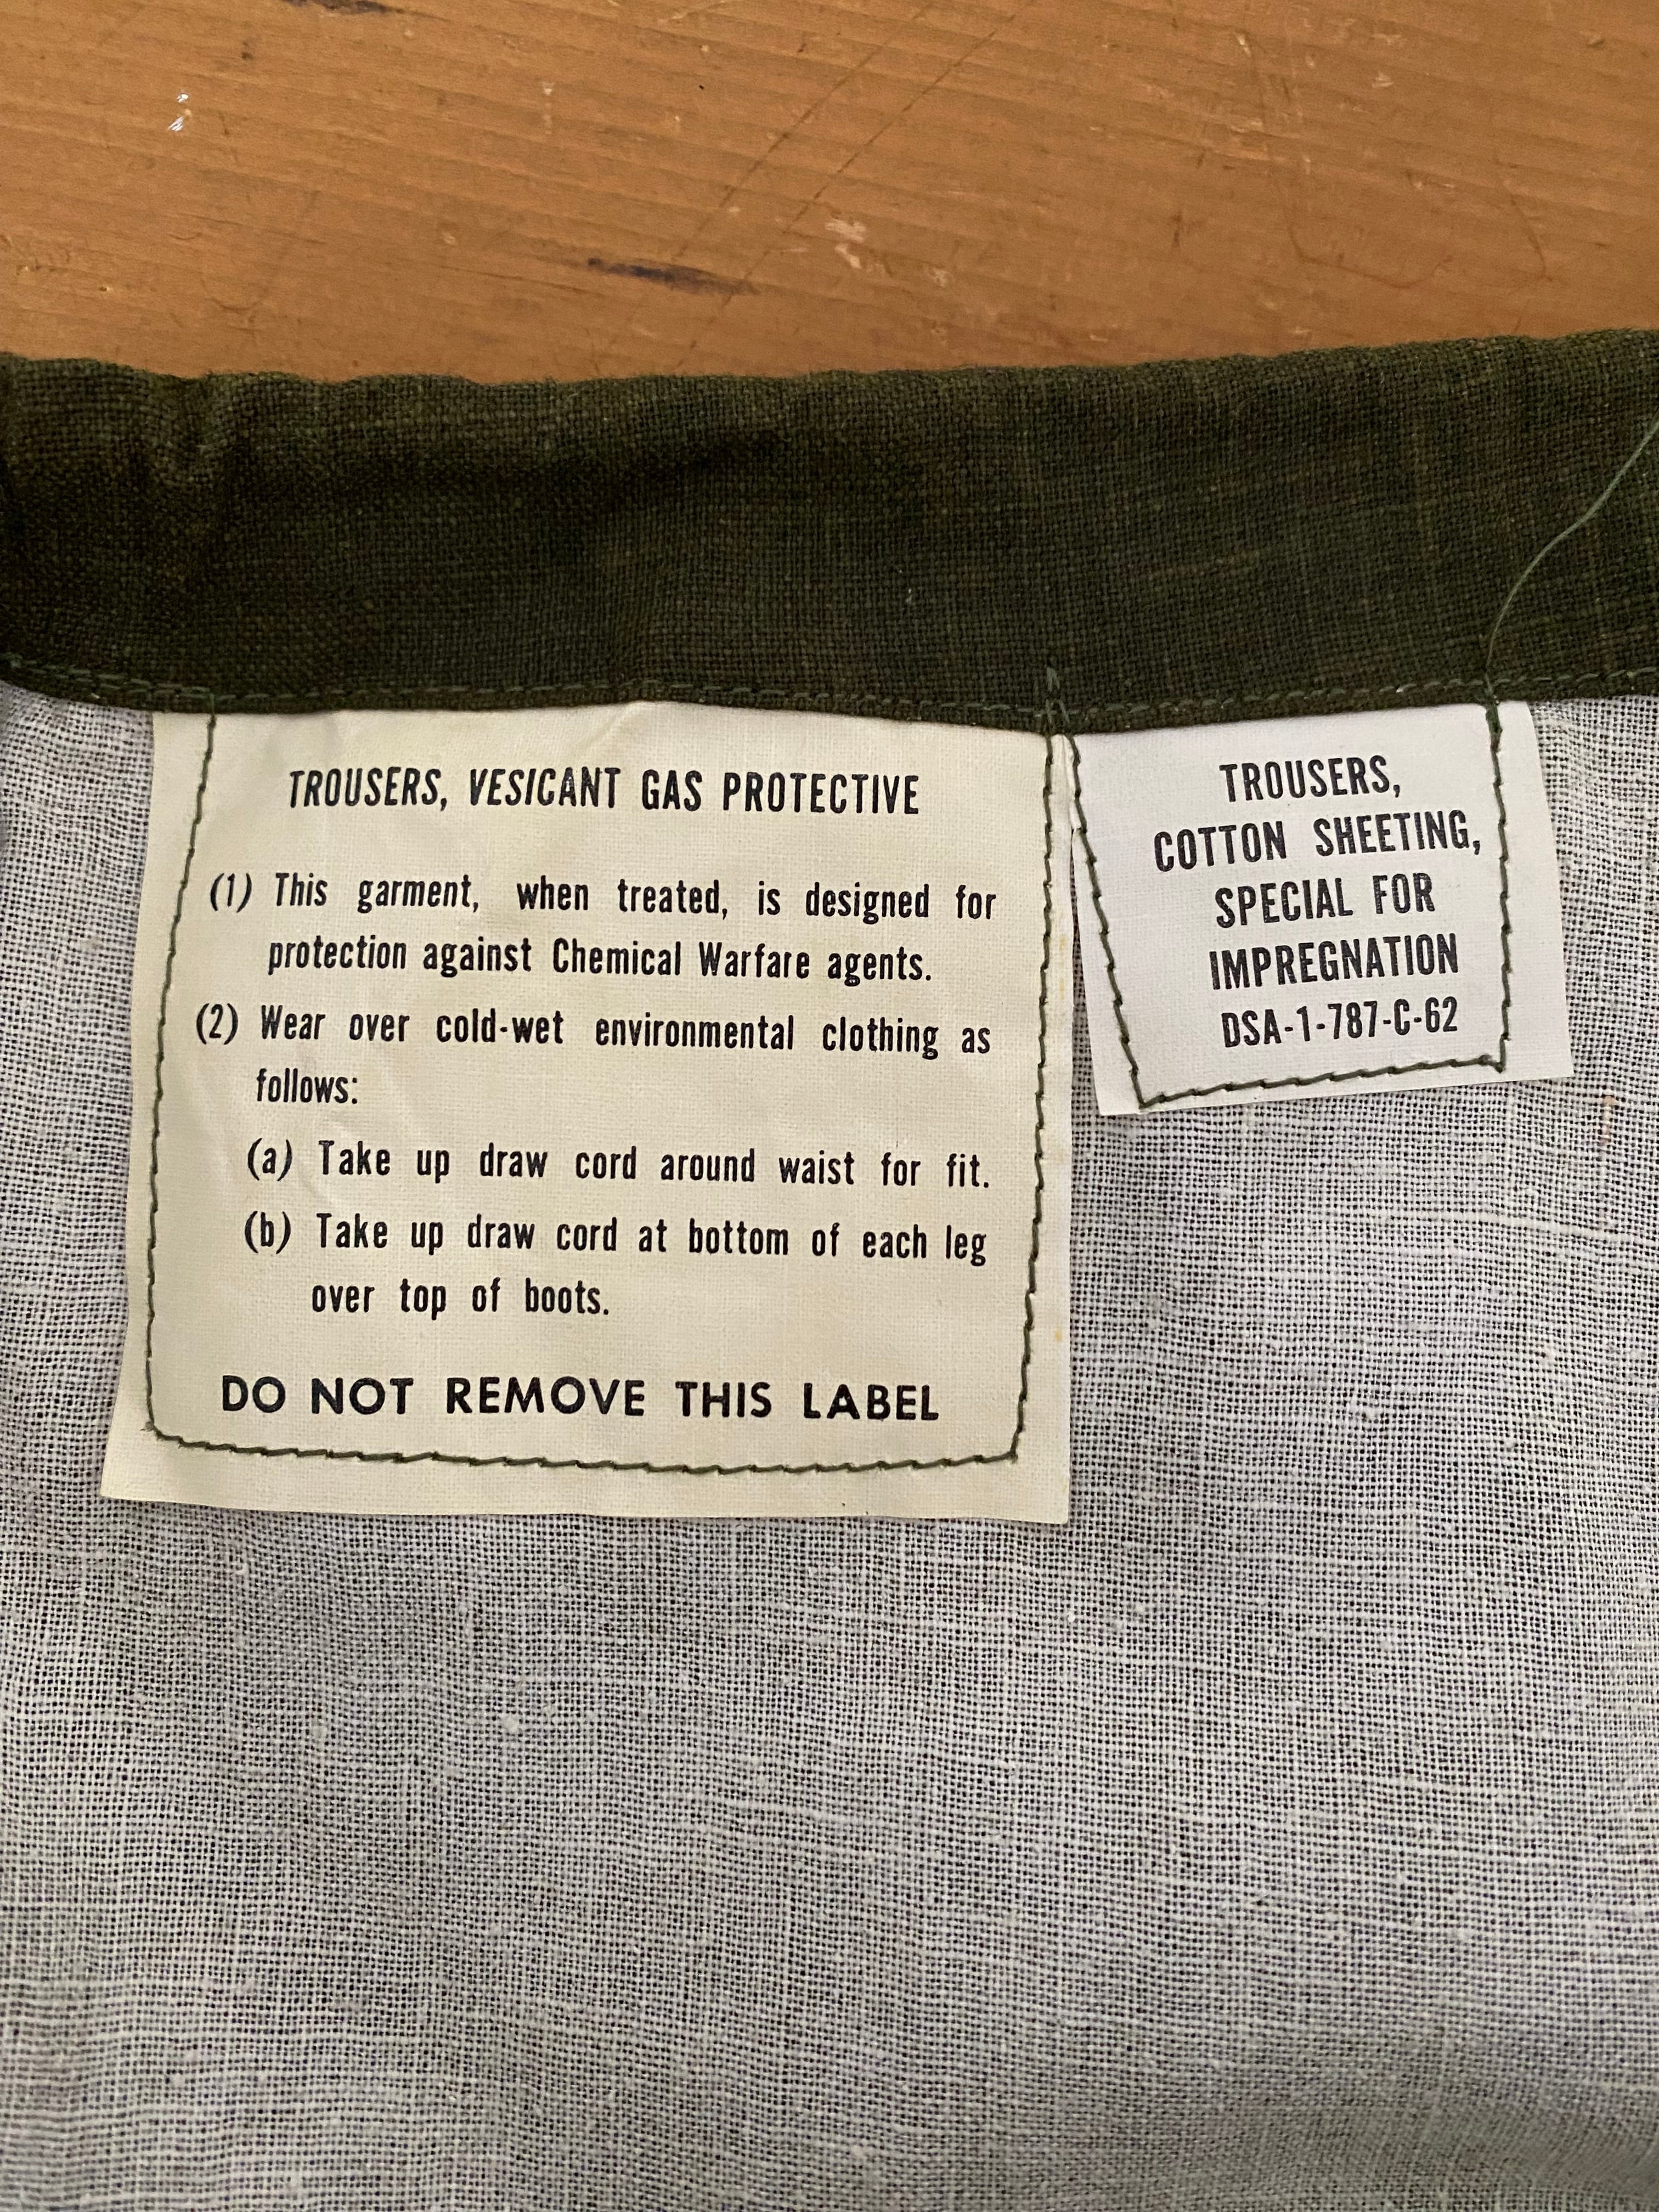 TROUSERS, VESICANT GAS PROTECTIVE
(1) This garment, when treated, is designed for
protection against Chemical Warfare agents.
(2) Wear over cold-wet environmental clothing as
follows:
(a) Take up draw cord around waist for fit.
(b) Take up draw cord at bottom of each leg
over top of boots.
DO NOT REMOVE THIS LABEL
TROUSERS,
COTTON SHEETING,
SPECIAL FOR
IMPREGNATION
DSA-1-787-C-62